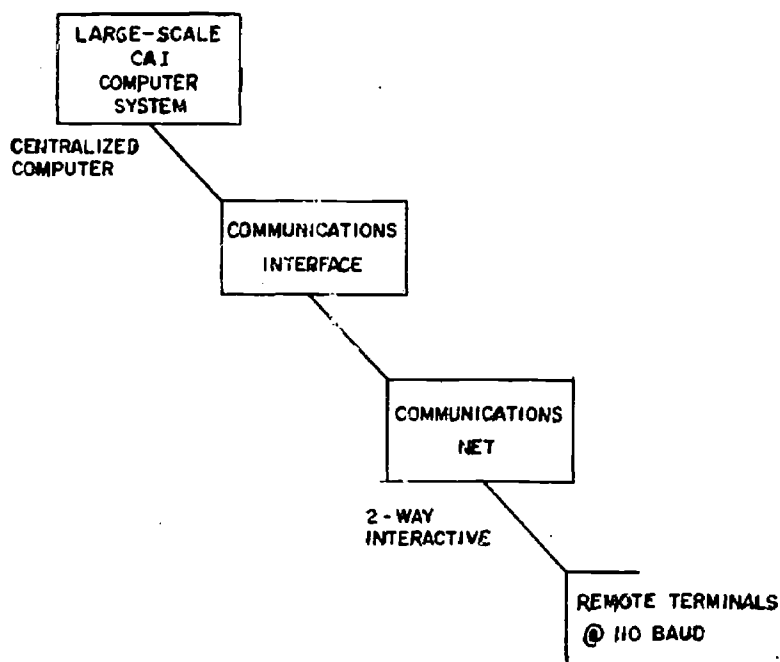 LARGE-SCALE
CAI
COMPUTER
SYSTEM
CENTRALIZED
COMPUTER
COMMUNICATIONS
INTERFACE
COMMUNICATIONS
NET
2-WAY
INTERACTIVE
REMOTE TERMINALS
@ 110 BAUD